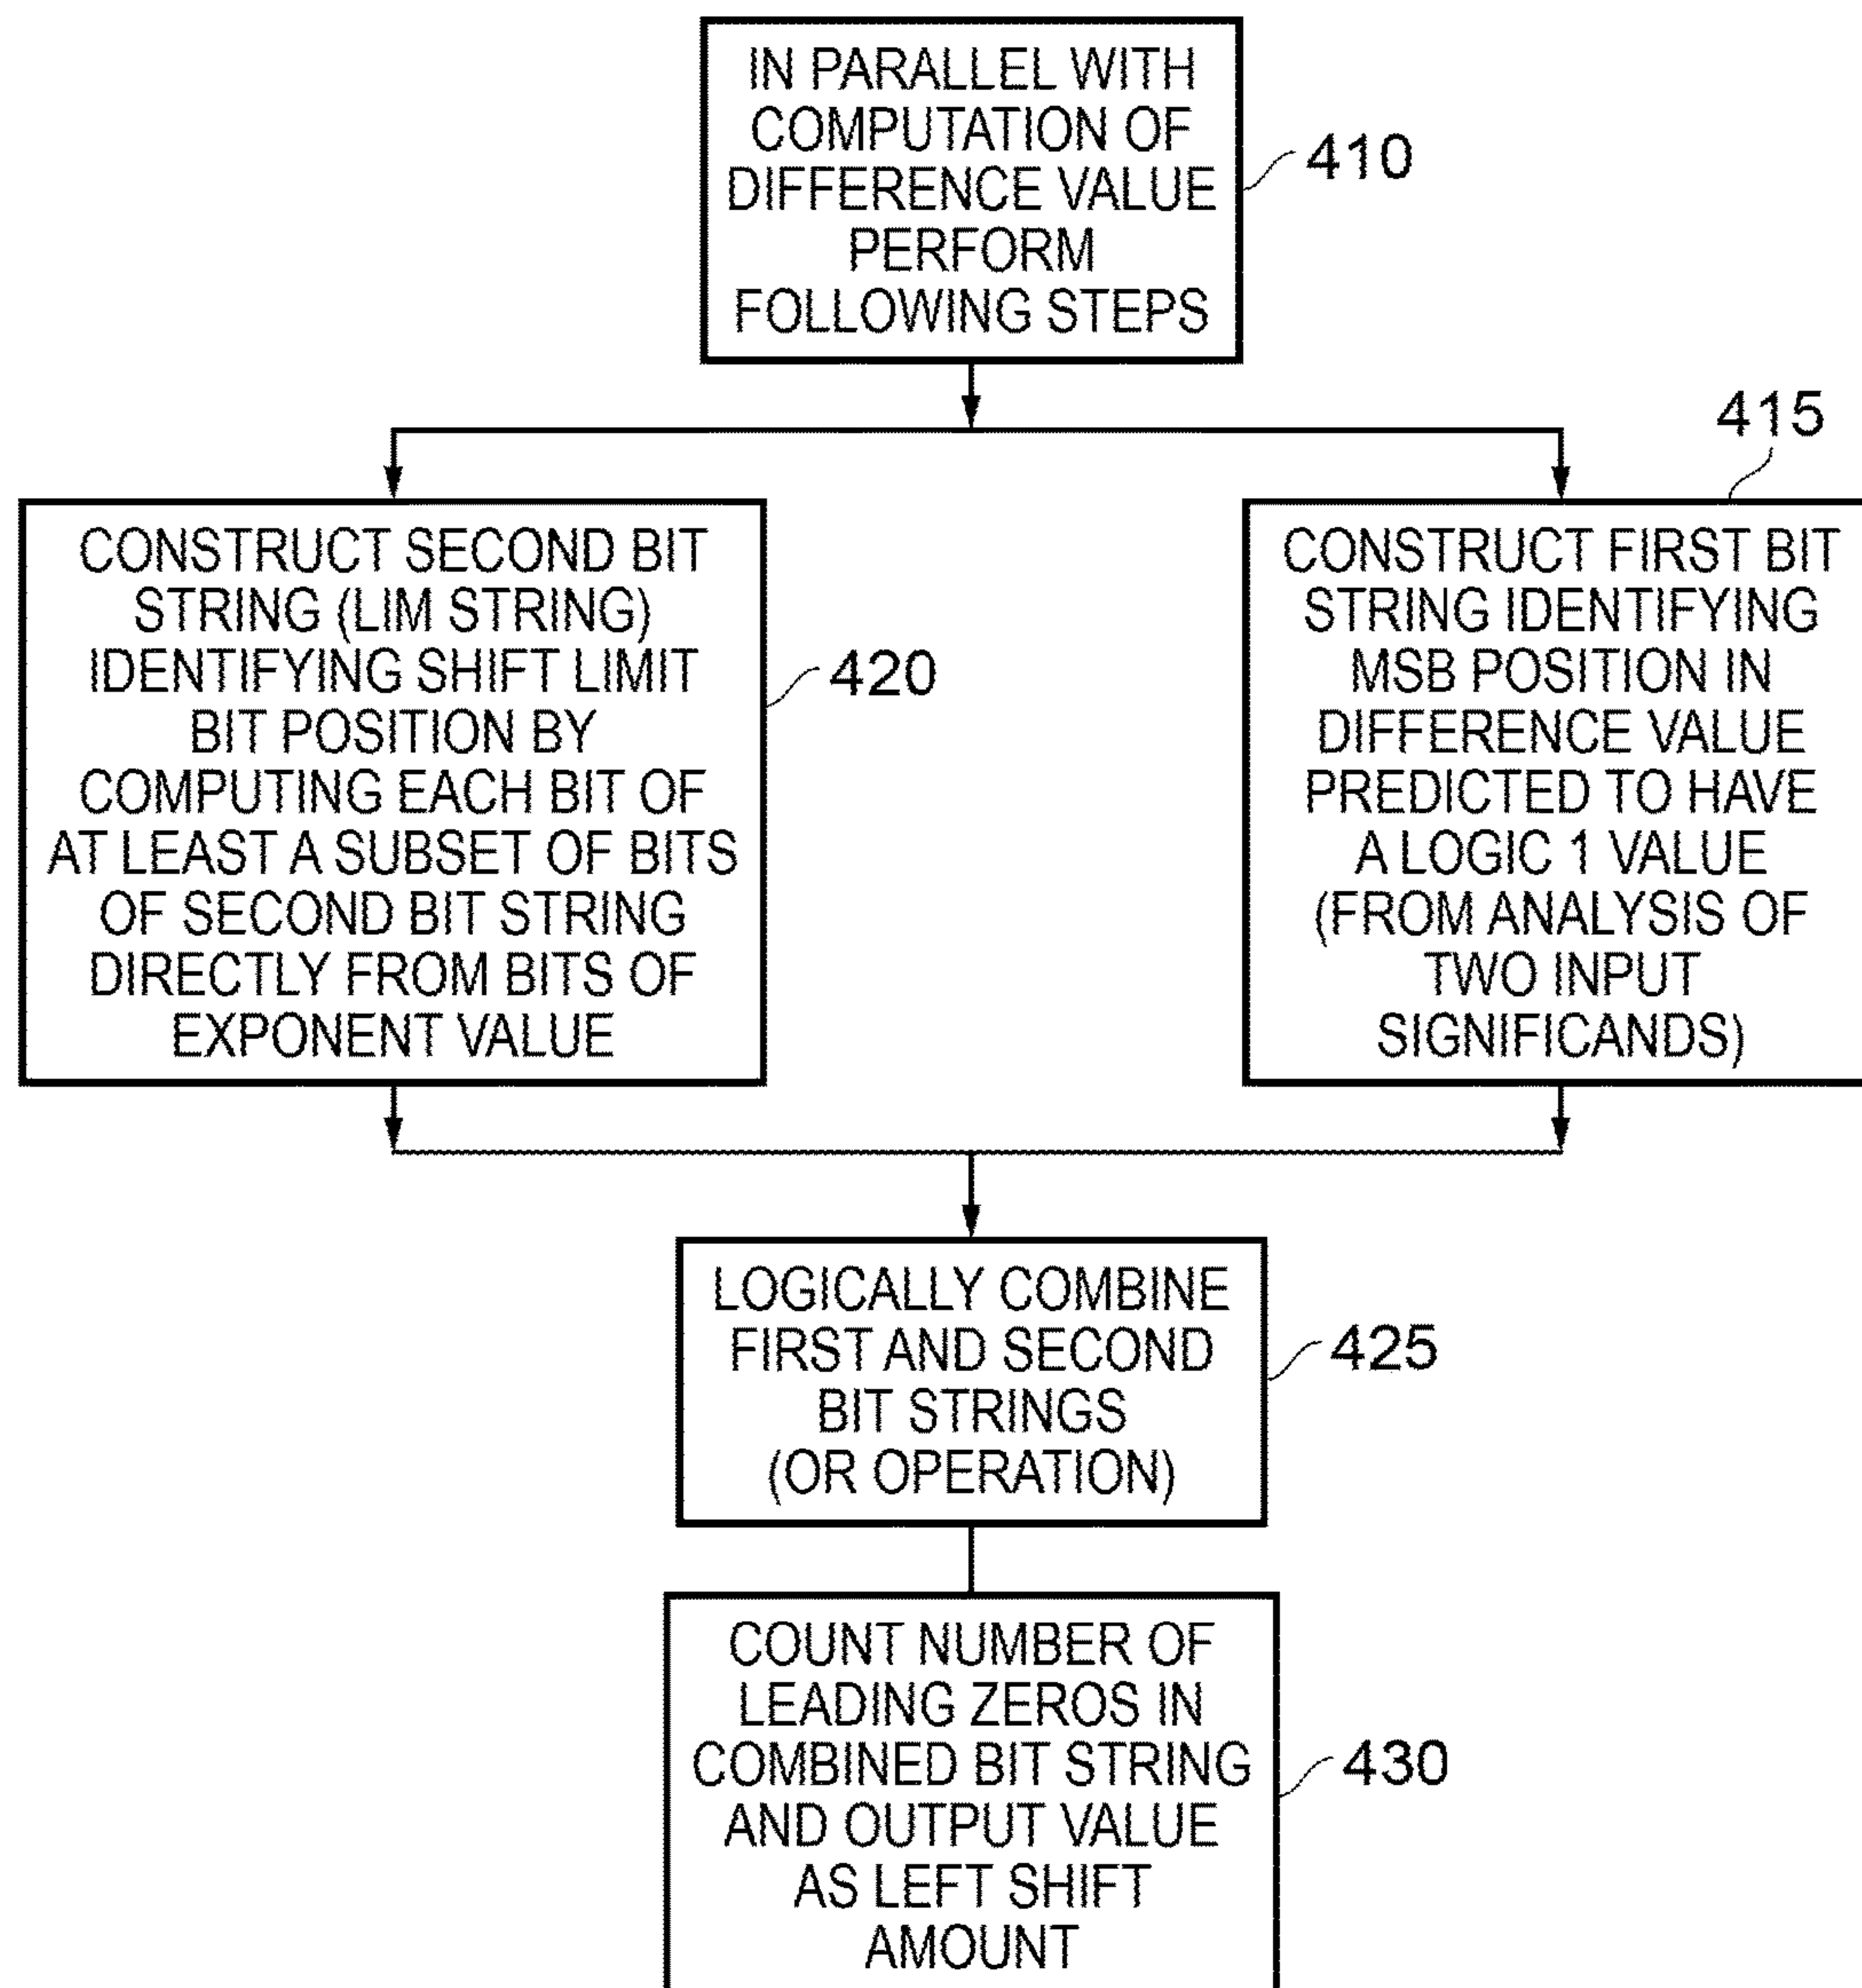 IN PARALLEL WITH
COMPUTATION OF
DIFFERENCE VALUE
PERFORM
FOLLOWING STEPS
410
415
CONSTRUCT SECOND BIT
STRING (LIM STRING)
IDENTIFYING SHIFT LIMIT
BIT POSITION BY
COMPUTING EACH BIT OF
AT LEAST A SUBSET OF BITS
OF SECOND BIT STRING
DIRECTLY FROM BITS OF
EXPONENT VALUE
420
CONSTRUCT FIRST BIT
STRING IDENTIFYING
MSB POSITION IN
DIFFERENCE VALUE
PREDICTED TO HAVE
A LOGIC 1 VALUE
(FROM ANALYSIS OF
TWO INPUT
SIGNIFICANDS)
LOGICALLY COMBINE
FIRST AND SECOND
BIT STRINGS
(OR OPERATION)
425
COUNT NUMBER OF
LEADING ZEROS IN
COMBINED BIT STRING
AND OUTPUT VALUE
AS LEFT SHIFT
AMOUNT
430